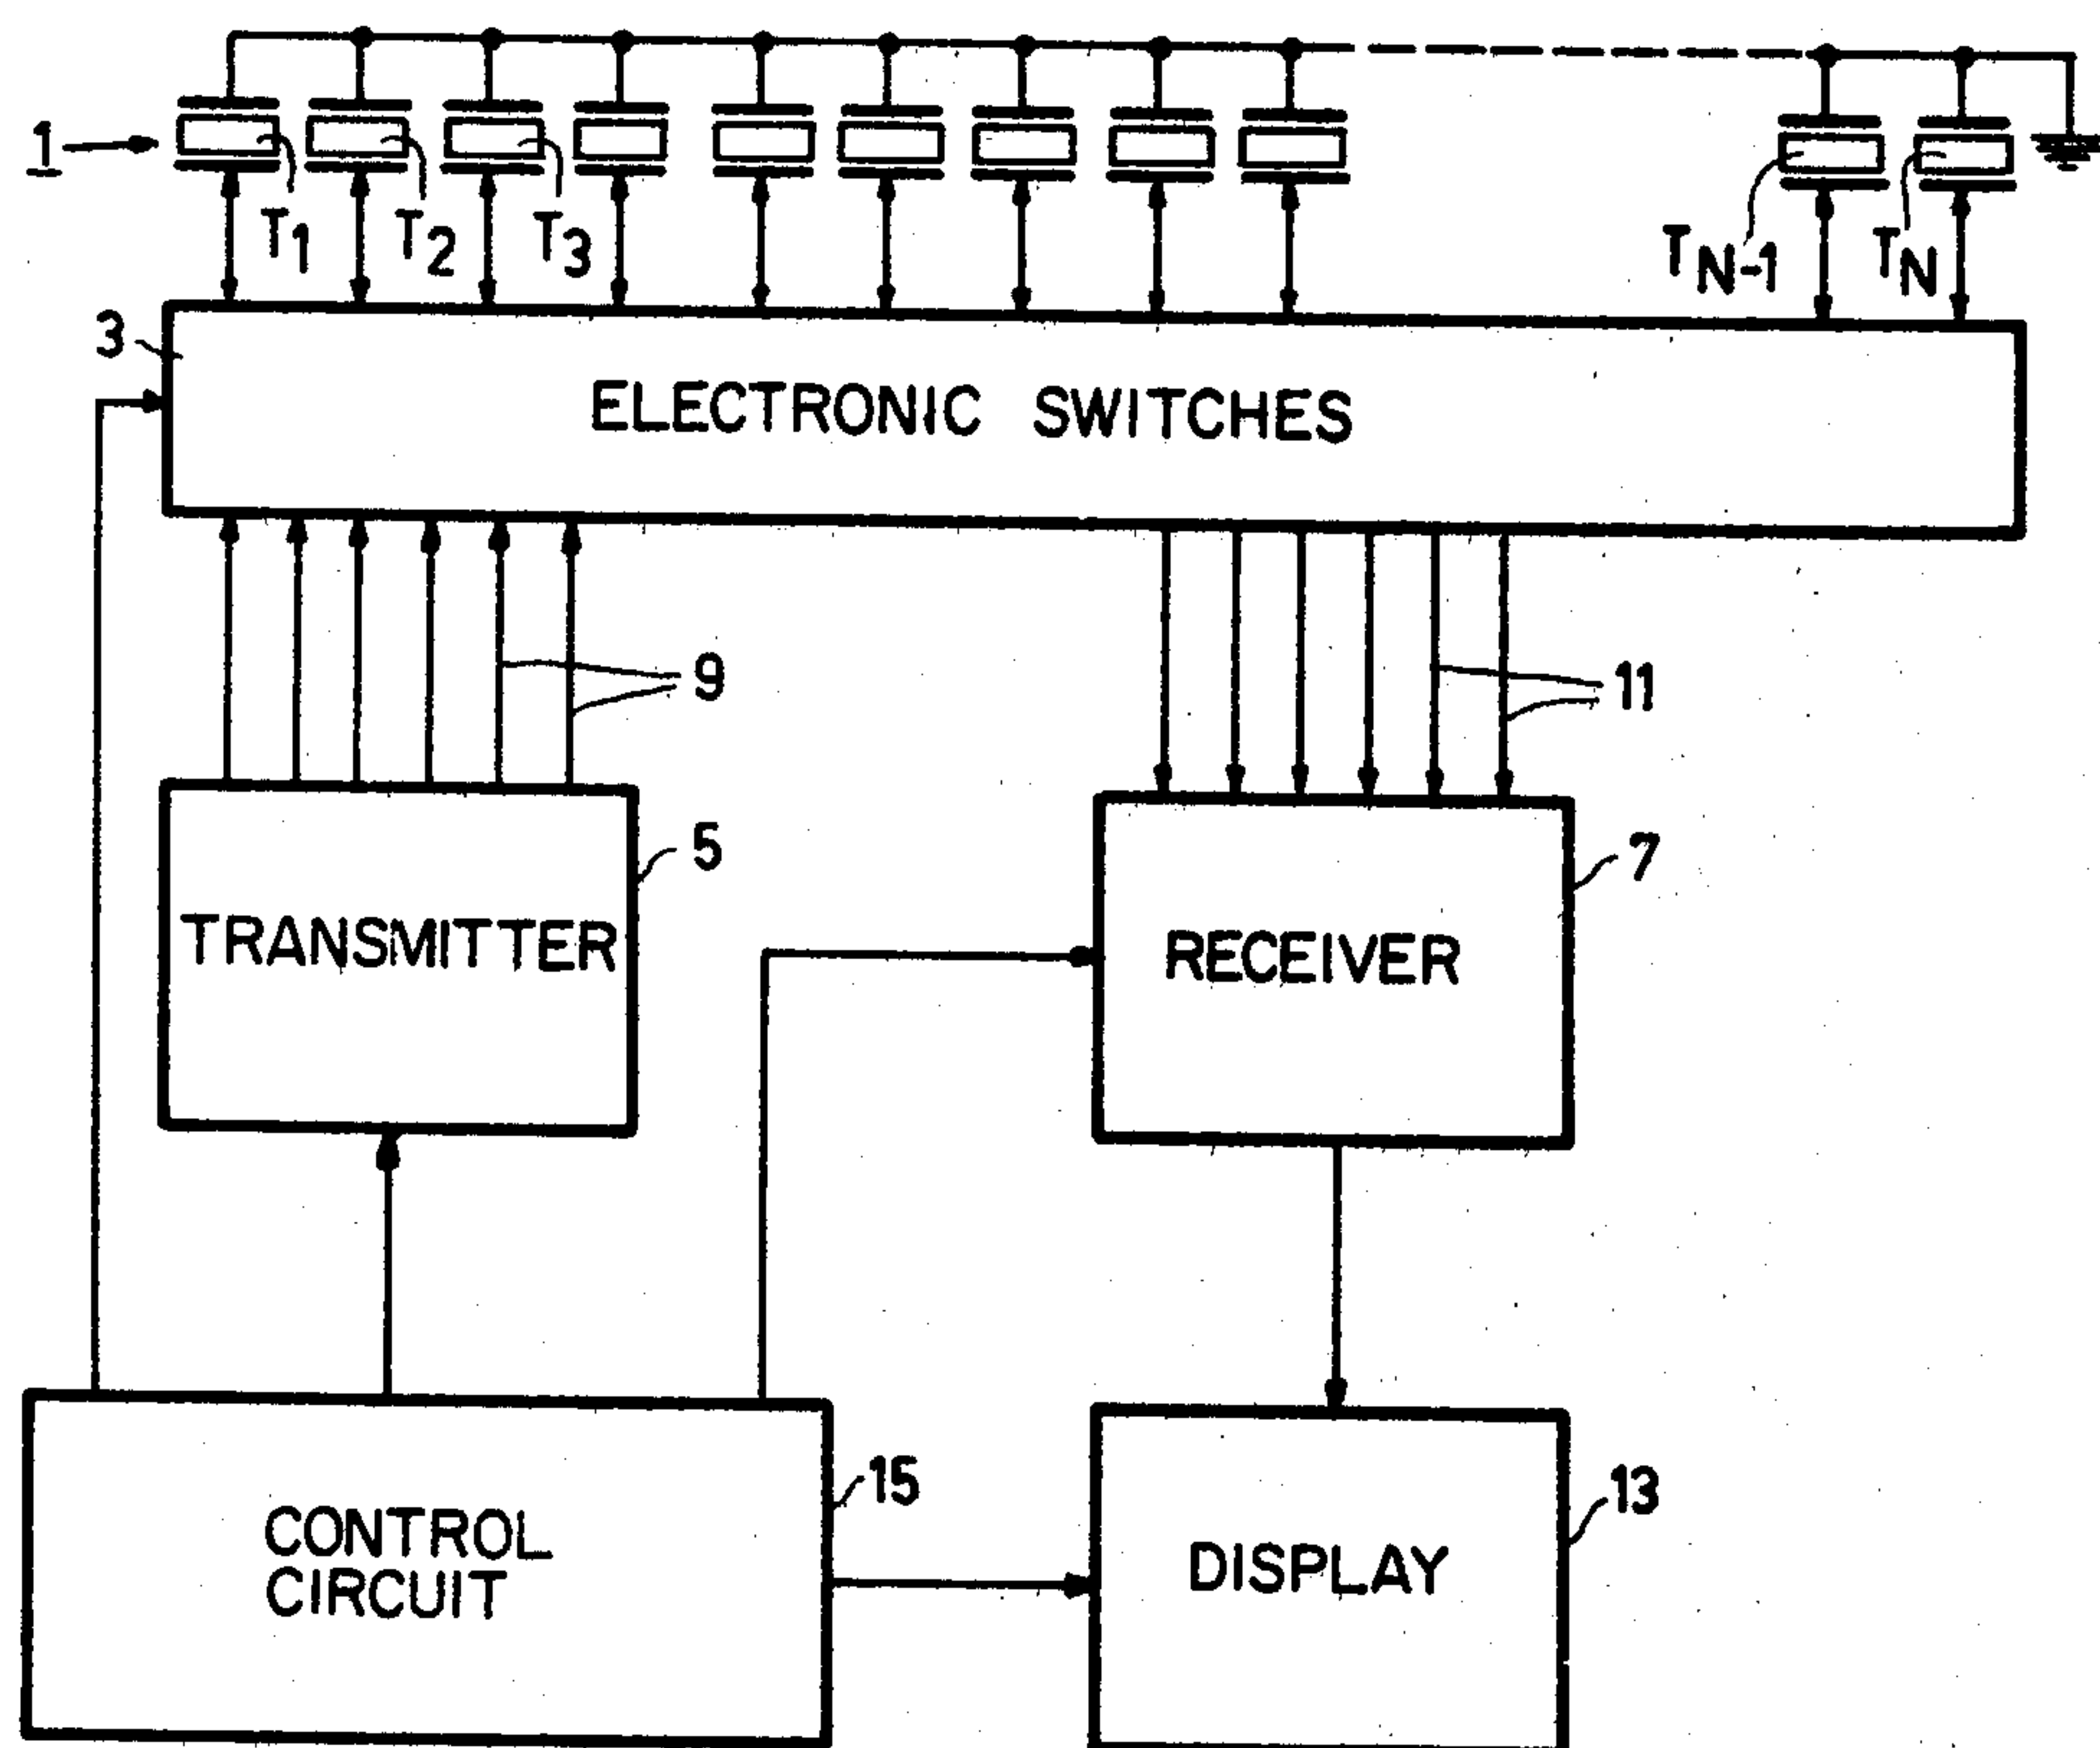 1
T1
T2
T3
TN-1
TN
3
ELECTRONIC SWITCHES
9
11
5
TRANSMITTER
7
RECEIVER
15
CONTROL
CIRCUIT
13
DISPLAY